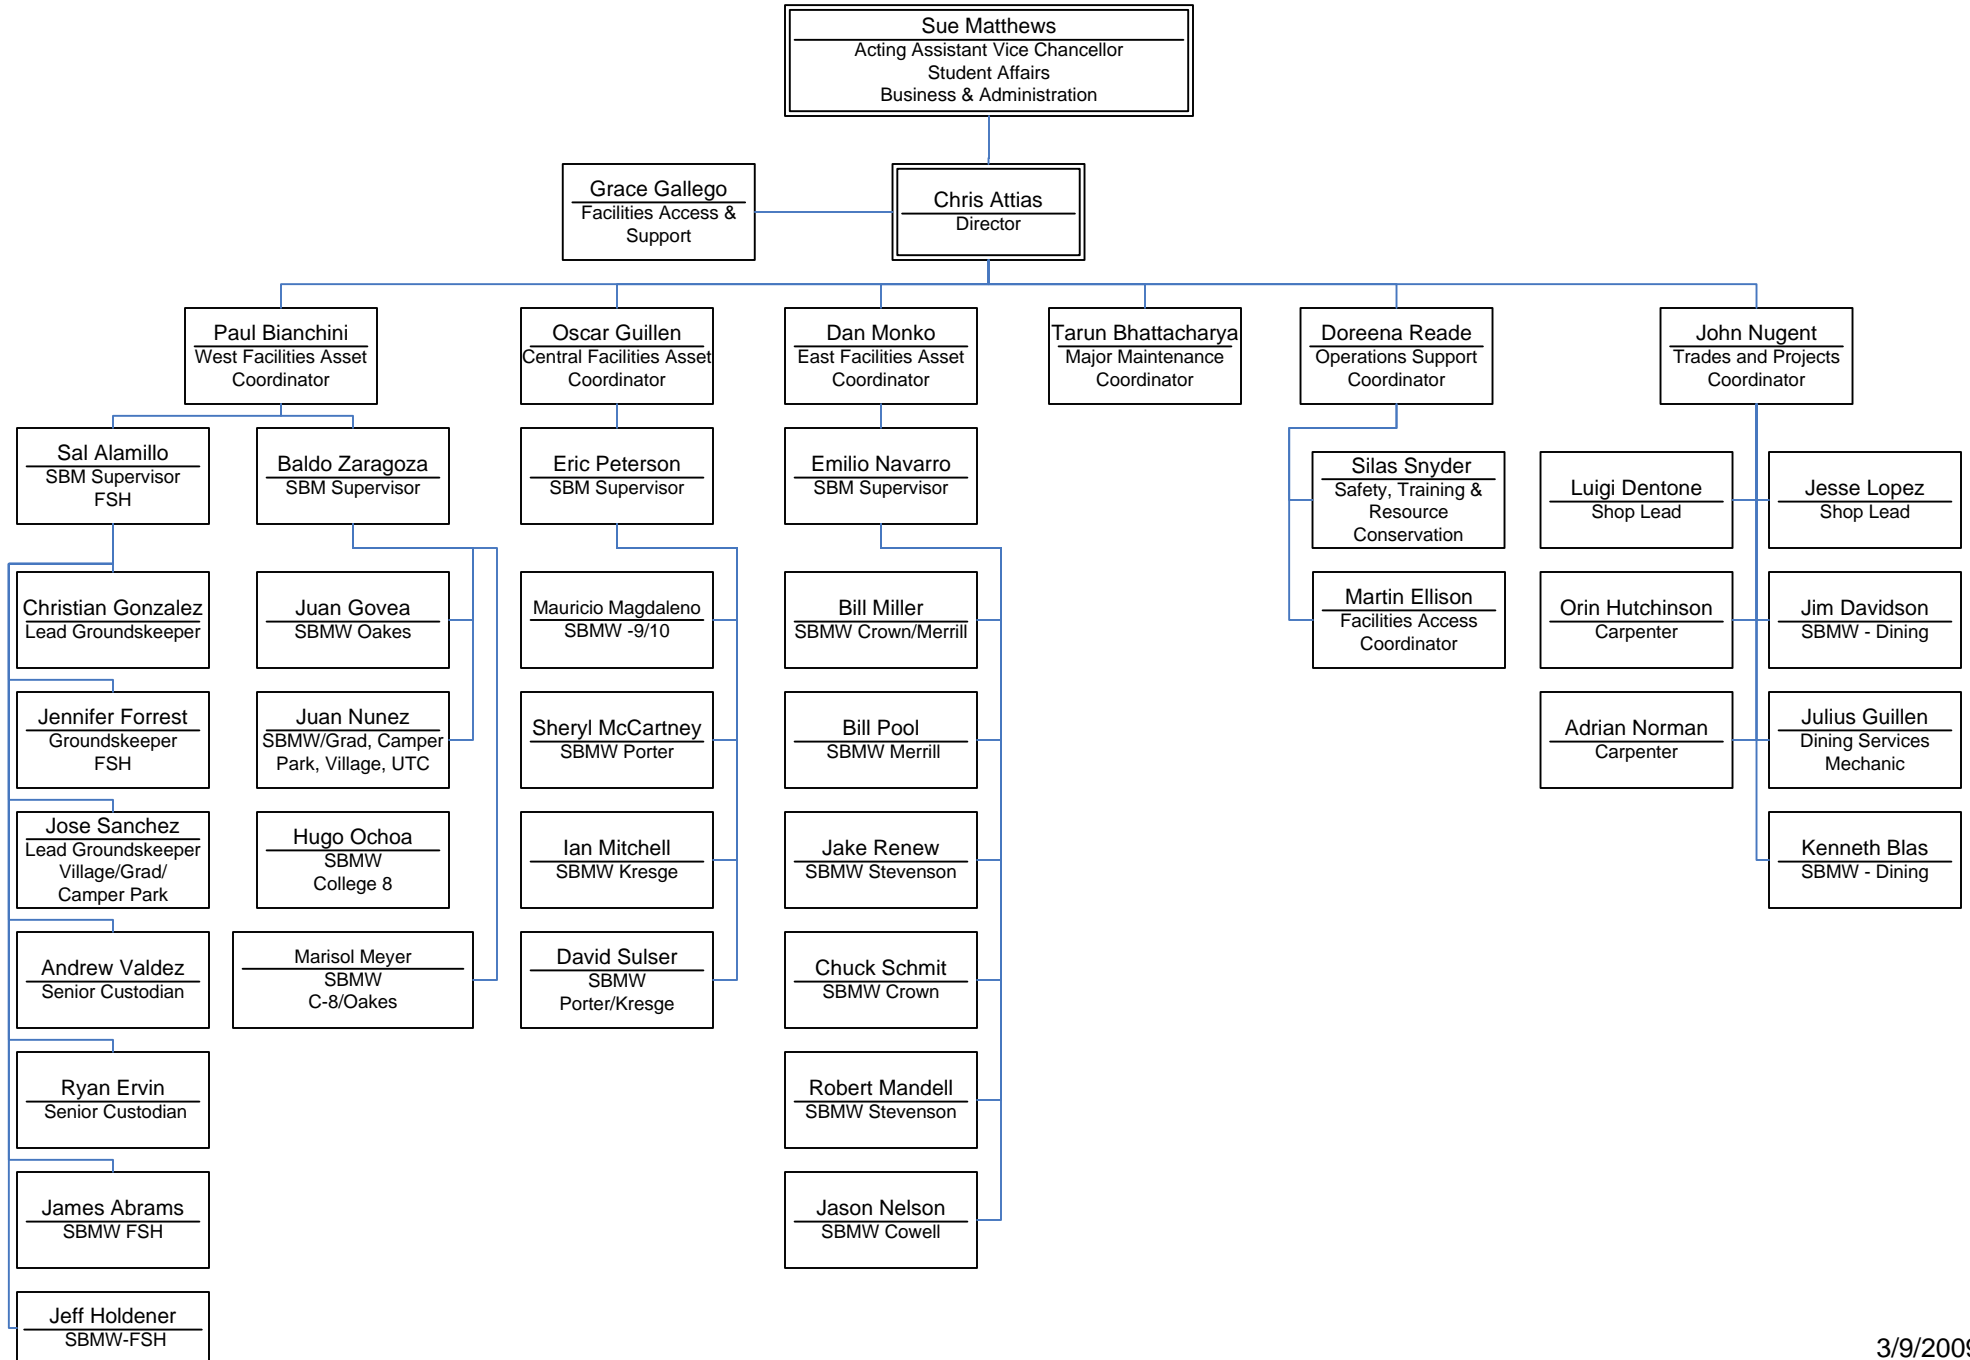 Sue Matthews
Acting Assistant Vice Chancellor
Student Affairs
Business & Administration
Grace Gallego
Facilities Access &
Support
Chris Attias
Director
Paul Bianchini
West Facilities Asset
Coordinator
Oscar Guillen
Central Facilities Asset
Coordinator
Dan Monko
East Facilities Asset
Coordinator
Tarun Bhattacharya
Major Maintenance
Coordinator
Doreena Reade
Operations Support
Coordinator
John Nugent
Trades and Projects
Coordinator
Sal Alamillo
SBM Supervisor
FSH
Baldo Zaragoza
SBM Supervisor
Eric Peterson
SBM Supervisor
Emilio Navarro
SBM Supervisor
Silas Snyder
Safety, Training &
Resource
Conservation
Luigi Dentone
Shop Lead
Jesse Lopez
Shop Lead
Christian Gonzalez
Lead Groundskeeper
Juan Govea
SBMW Oakes
Mauricio Magdaleno
SBMW -9/10
Bill Miller
SBMW Crown/Merrill
Martin Ellison
Facilities Access
Coordinator
Orin Hutchinson
Carpenter
Jim Davidson
SBMW - Dining
Jennifer Forrest
Groundskeeper
FSH
Juan Nunez
SBMW/Grad, Camper
Park, Village, UTC
Sheryl McCartney
SBMW Porter
Bill Pool
SBMW Merrill
Adrian Norman
Carpenter
Julius Guillen
Dining Services
Mechanic
Jose Sanchez
Lead Groundskeeper
Village/Grad/
Camper Park
Hugo Ochoa
SBMW
College 8
Ian Mitchell
SBMW Kresge
Jake Renew
SBMW Stevenson
Kenneth Blas
SBMW - Dining
Andrew Valdez
Senior Custodian
Marisol Meyer
SBMW
C-8/Oakes
David Sulser
SBMW
Porter/Kresge
Chuck Schmit
SBMW Crown
Ryan Ervin
Senior Custodian
Robert Mandell
SBMW Stevenson
James Abrams
SBMW FSH
Jason Nelson
SBMW Cowell
Jeff Holdener
SBMW-FSH
3/9/2009